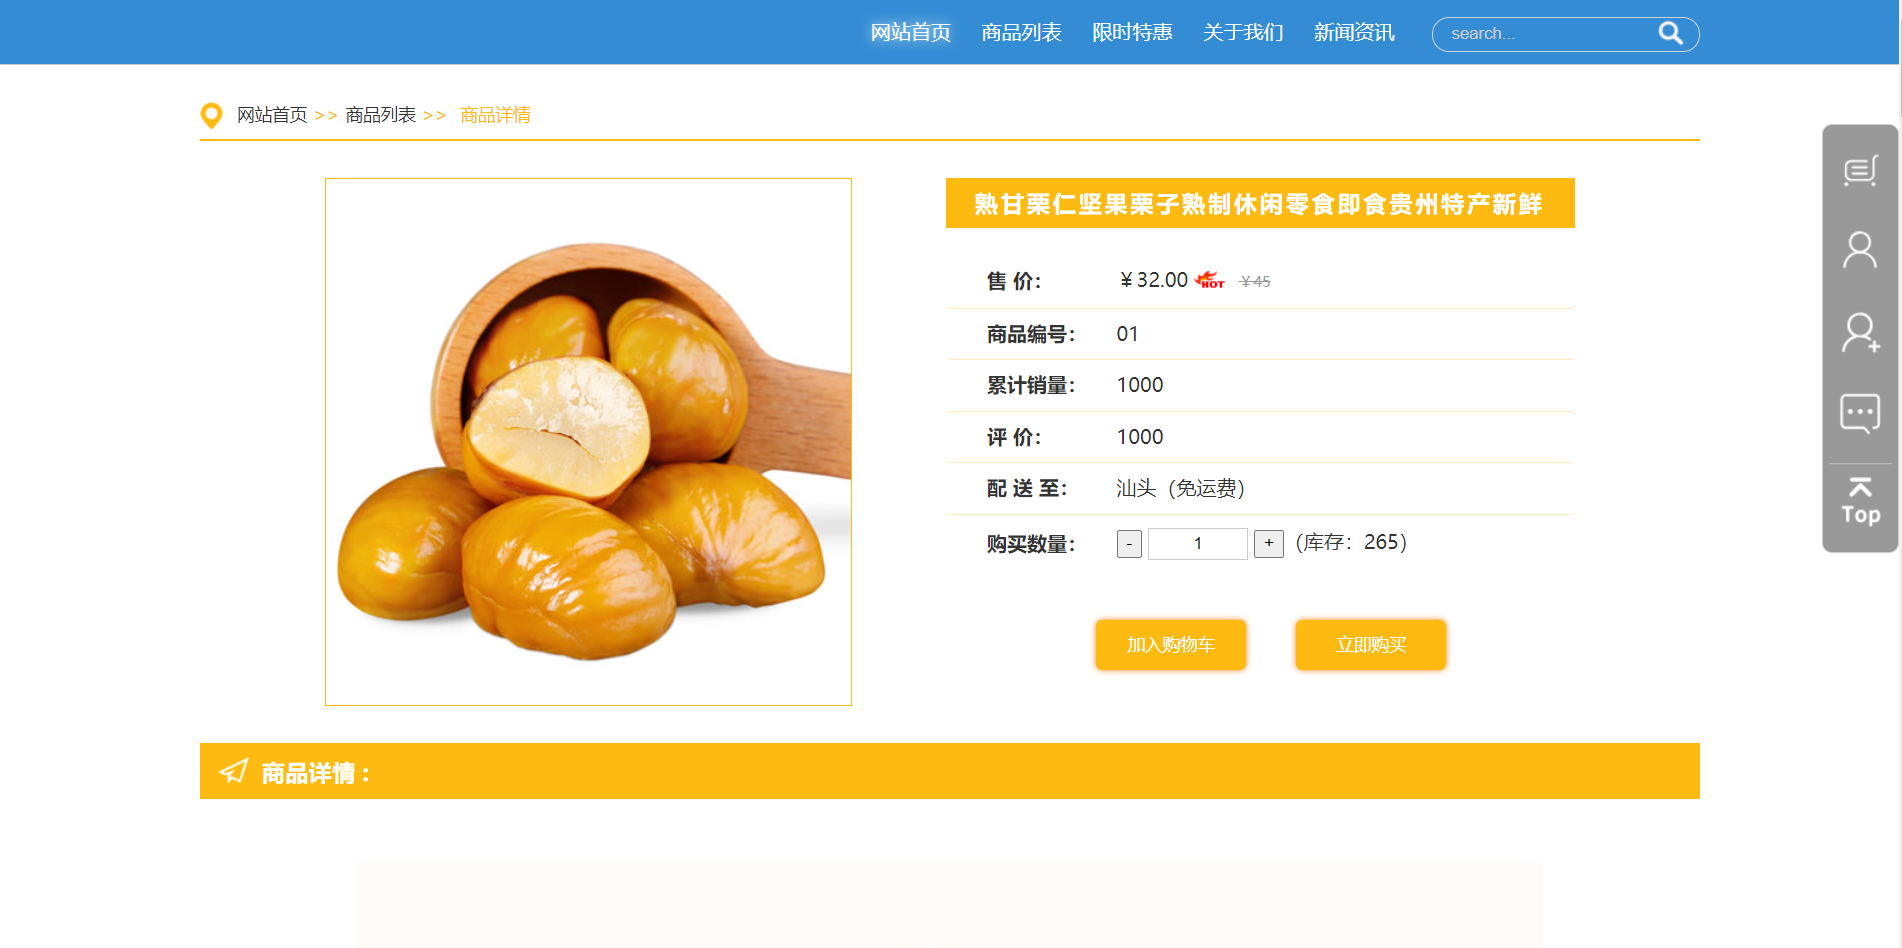 网站首页 商品列表 限时特惠 关于我们 新闻资讯 search...
网站首页 >> 商品列表 >> 商品详情
熟甘栗仁坚果栗子熟制休闲零食即食贵州特产新鲜
售 价： ￥32.00 HOT ￥45
商品编号： 01
累计销量： 1000
评 价： 1000
配 送 至： 汕头（免运费）
购买数量： - 1 + （库存：265）
加入购物车 立即购买
Top
商品详情 :